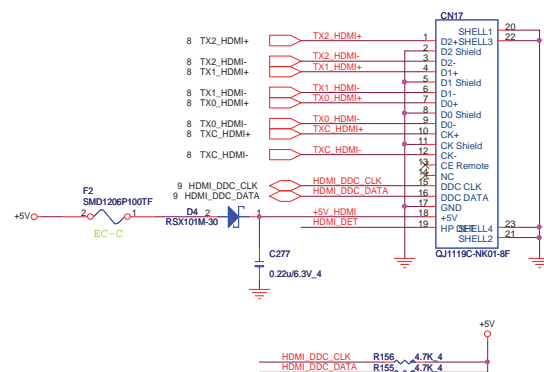 CN17
SHELL1 20
8 TX2_HDMI+ TX2_HDMI+ 1 D2+ SHELL3 22
2 D2 Shield
8 TX2_HDMI- TX2_HDMI- 3 D2-
8 TX1_HDMI+ TX1_HDMI+ 4 D1+
5 D1 Shield
8 TX1_HDMI- TX1_HDMI- 6 D1-
8 TX0_HDMI+ TX0_HDMI+ 7 D0+
8 D0 Shield
8 TX0_HDMI- TX0_HDMI- 9 D0-
8 TXC_HDMI+ TXC_HDMI+ 10 CK+
11 CK Shield
8 TXC_HDMI- TXC_HDMI- 12 CK-
13 CE Remote
14 NC
9 HDMI_DDC_CLK HDMI_DDC_CLK 15 DDC CLK
9 HDMI_DDC_DATA HDMI_DDC_DATA 16 DDC DATA
17 GND
F2
SMD1206P100TF
+5V 2 1
EC-C
D4 2 1
RSX101M-30
+5V_HDMI 18 +5V
HDMI_DET 19 HP DET SHELL4 23
SHELL2 21
QJ1119C-NK01-8F
C277
0.22u/6.3V_4
+5V
HDMI_DDC_CLK R156 4.7K_4
HDMI_DDC_DATA R155 4.7K_4